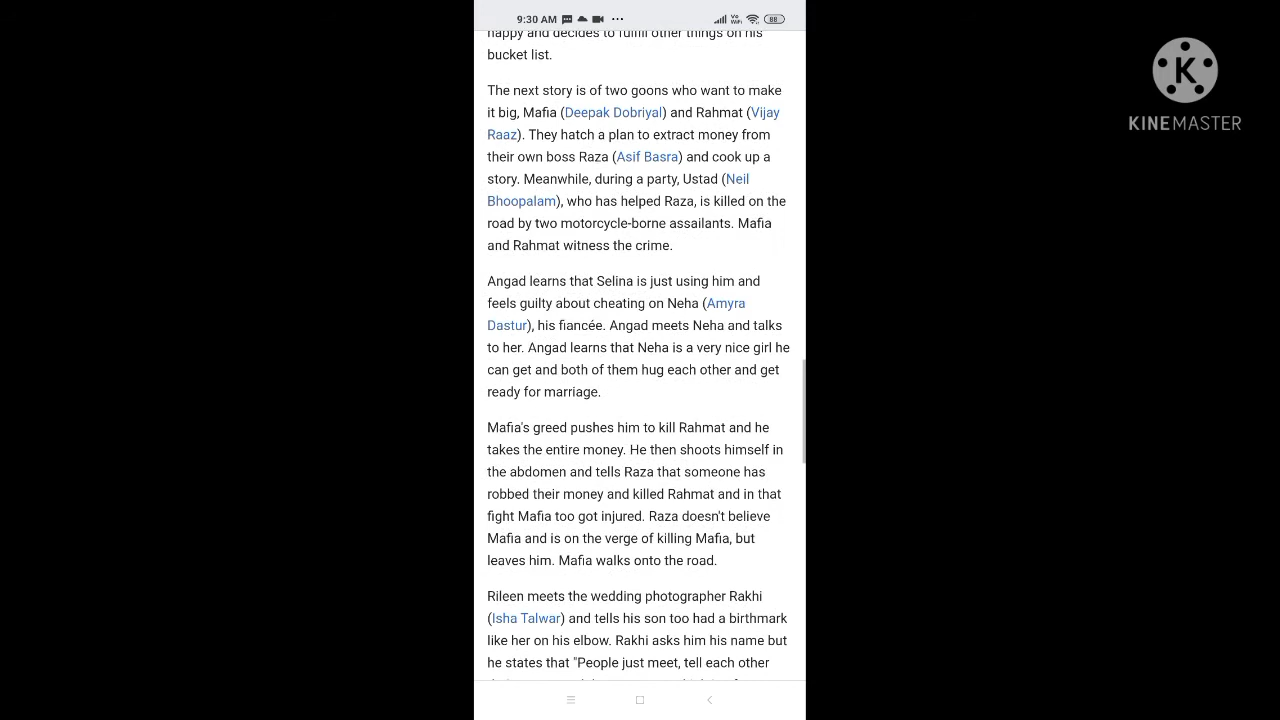 9:30 AM
Vo
WiFi
88
happy and decides to fulfill other things on his
bucket list.
The next story is of two goons who want to make
it big, Mafia (Deepak Dobriyal) and Rahmat (Vijay
Raaz). They hatch a plan to extract money from
their own boss Raza (Asif Basra) and cook up a
story. Meanwhile, during a party, Ustad (Neil
Bhoopalam), who has helped Raza, is killed on the
road by two motorcycle-borne assailants. Mafia
and Rahmat witness the crime.
Angad learns that Selina is just using him and
feels guilty about cheating on Neha (Amyra
Dastur), his fiancée. Angad meets Neha and talks
to her. Angad learns that Neha is a very nice girl he
can get and both of them hug each other and get
ready for marriage.
Mafia's greed pushes him to kill Rahmat and he
takes the entire money. He then shoots himself in
the abdomen and tells Raza that someone has
robbed their money and killed Rahmat and in that
fight Mafia too got injured. Raza doesn't believe
Mafia and is on the verge of killing Mafia, but
leaves him. Mafia walks onto the road.
Rileen meets the wedding photographer Rakhi
(Isha Talwar) and tells his son too had a birthmark
like her on his elbow. Rakhi asks him his name but
he states that "People just meet, tell each other
K
KINEMASTER